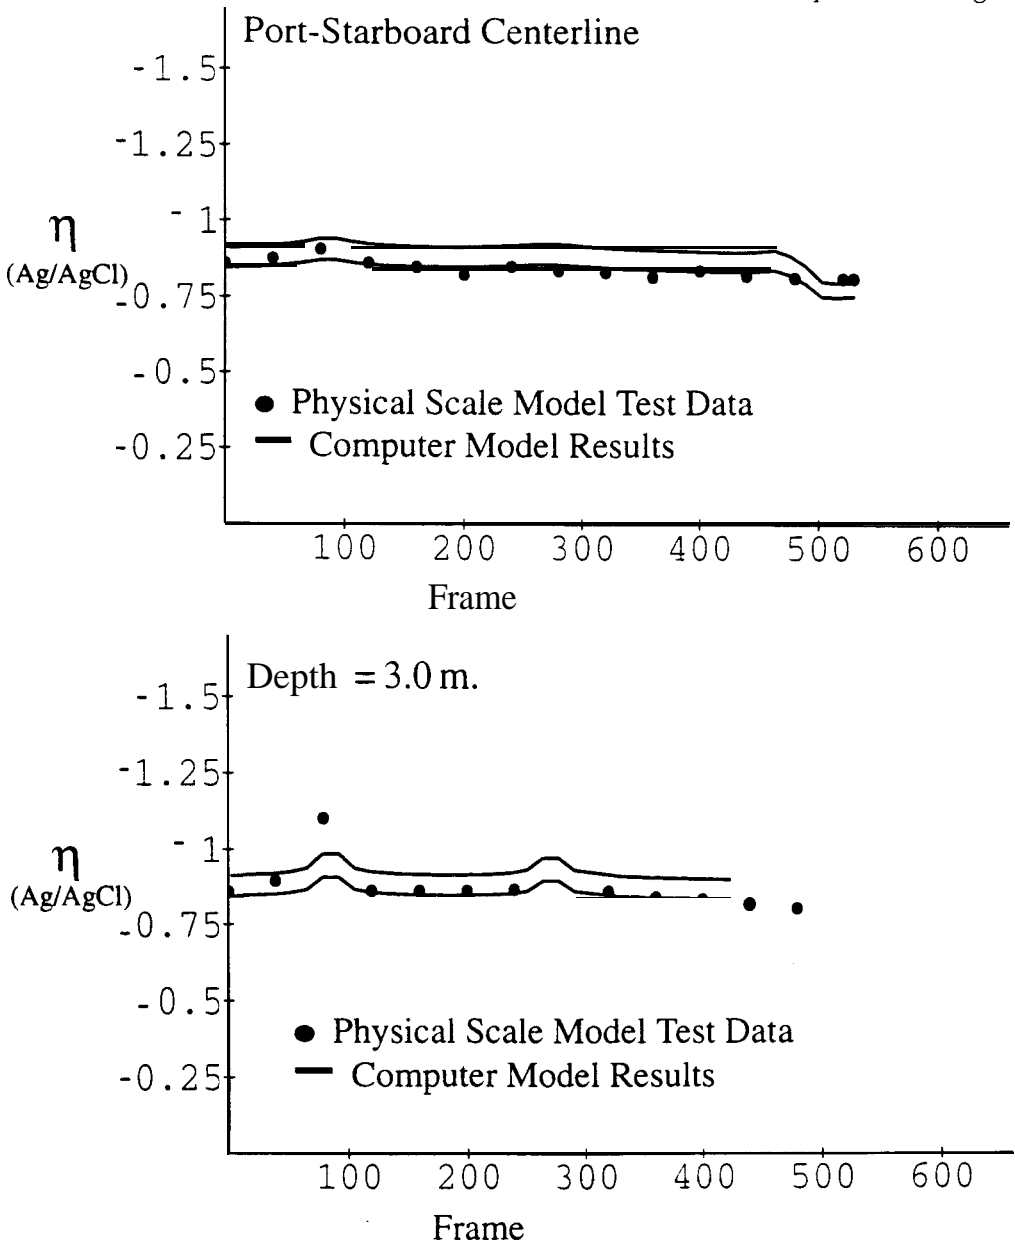 Port-Starboard Centerline
-1.5
-1.25
-1
η
(Ag/AgCl)
-0.75
-0.5
Physical Scale Model Test Data
Computer Model Results
-0.25
100 200 300 400 500 600
Frame
Depth = 3.0 m.
-1.5
-1.25
-1
η
(Ag/AgCl)
-0.75
-0.5
Physical Scale Model Test Data
Computer Model Results
-0.25
100 200 300 400 500 600
Frame